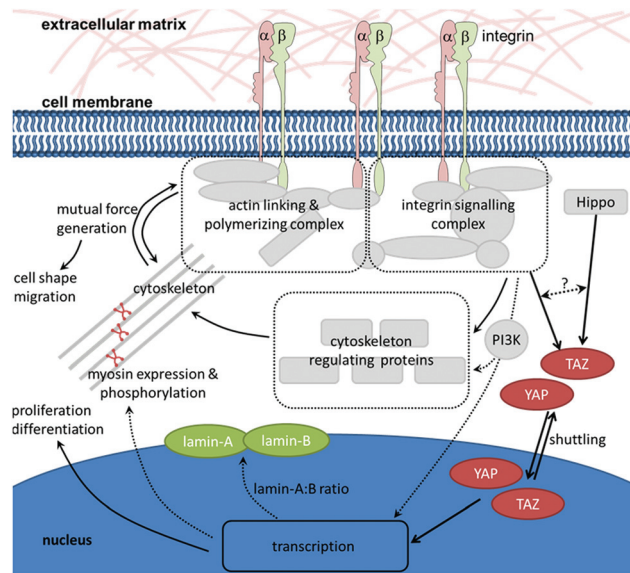 extracellular matrix
α β α β α β integrin
cell membrane
actin linking &
polymerizing complex
integrin signalling
complex
Hippo
mutual force
generation
?
cell shape
migration
cytoskeleton
cytoskeleton
regulating proteins
PI3K
TAZ
YAP
myosin expression &
phosphorylation
proliferation
differentiation
lamin-A lamin-B
shuttling
YAP
TAZ
lamin-A:B ratio
nucleus
transcription